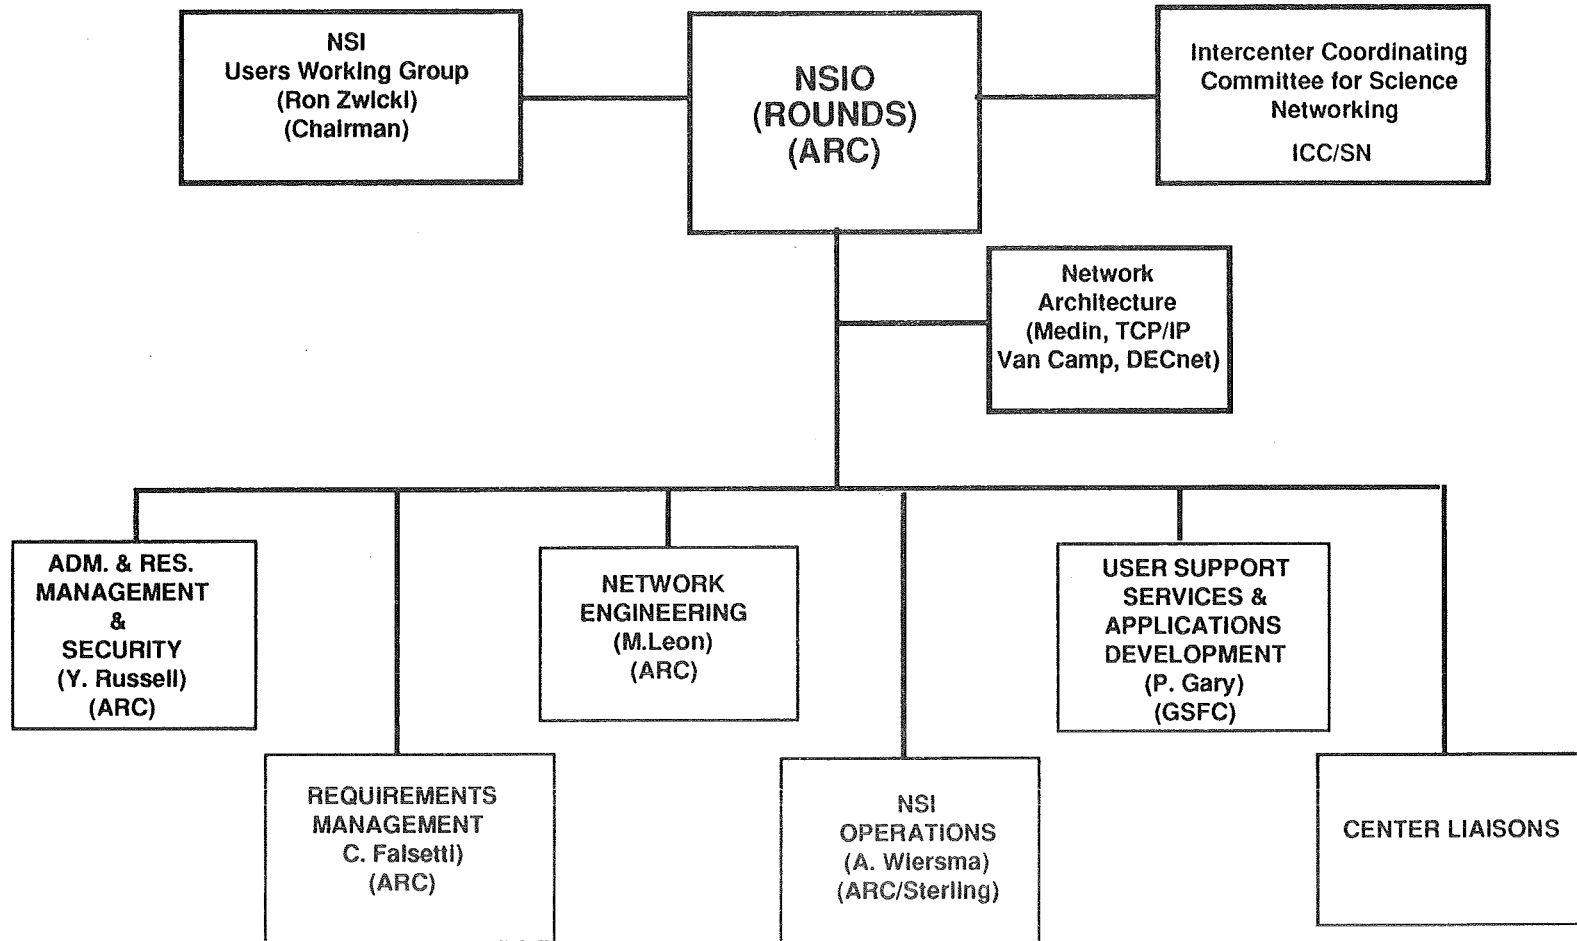 NSI
Users Working Group
(Ron Zwickl)
(Chairman)
NSIO
(ROUNDS)
(ARC)
Intercenter Coordinating
Committee for Science
Networking
ICC/SN
Network
Architecture
(Medin, TCP/IP
Van Camp, DECnet)
ADM. & RES.
MANAGEMENT
&
SECURITY
(Y. Russell)
(ARC)
REQUIREMENTS
MANAGEMENT
C. Falsetti)
(ARC)
NETWORK
ENGINEERING
(M.Leon)
(ARC)
NSI
OPERATIONS
(A. Wiersma)
(ARC/Sterling)
USER SUPPORT
SERVICES &
APPLICATIONS
DEVELOPMENT
(P. Gary)
(GSFC)
CENTER LIAISONS